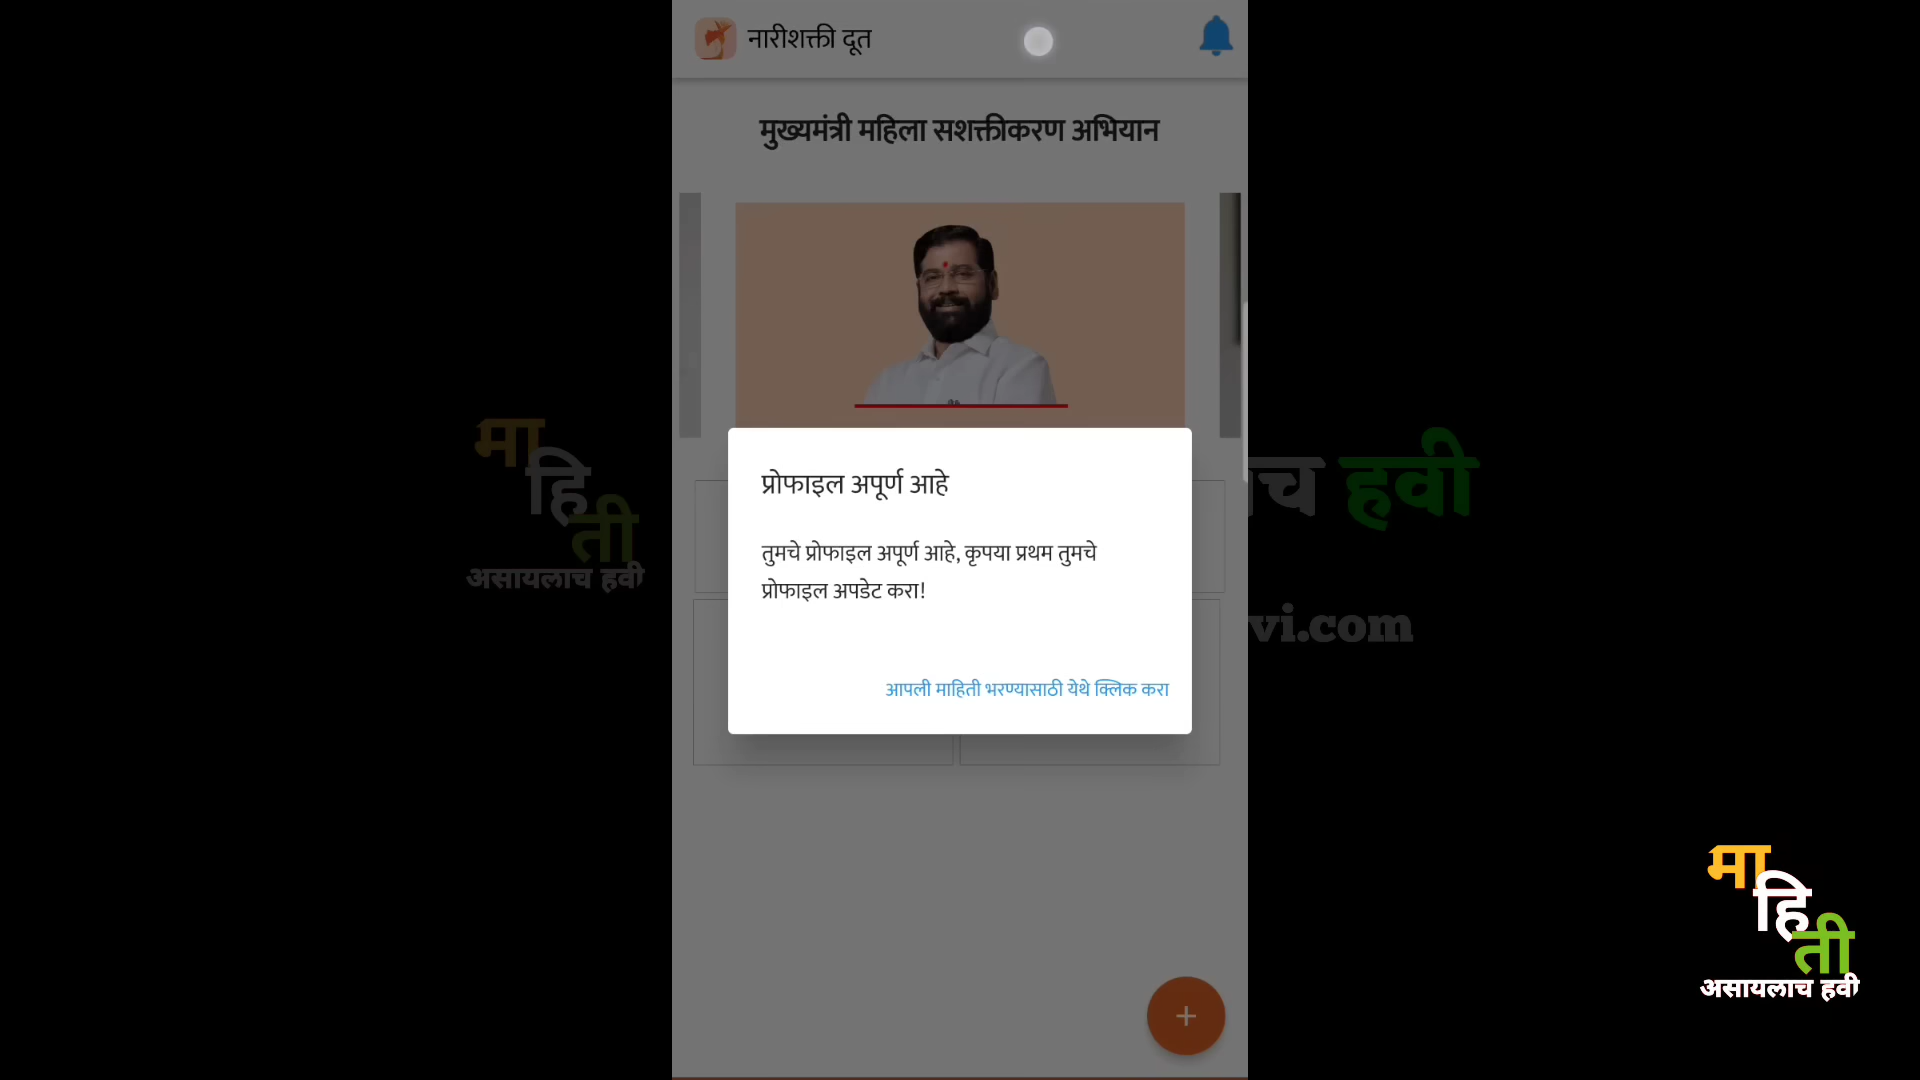 नारीशक्ती दूत
मुख्यमंत्री महिला सशक्तीकरण अभियान
प्रोफाइल अपूर्ण आहे
तुमचे प्रोफाइल अपूर्ण आहे, कृपया प्रथम तुमचे
प्रोफाइल अपडेट करा!
आपली माहिती भरण्यासाठी येथे क्लिक करा
माहिती
असायलाच हवी
च हवी
vi.com
माहिती
असायलाच हवी